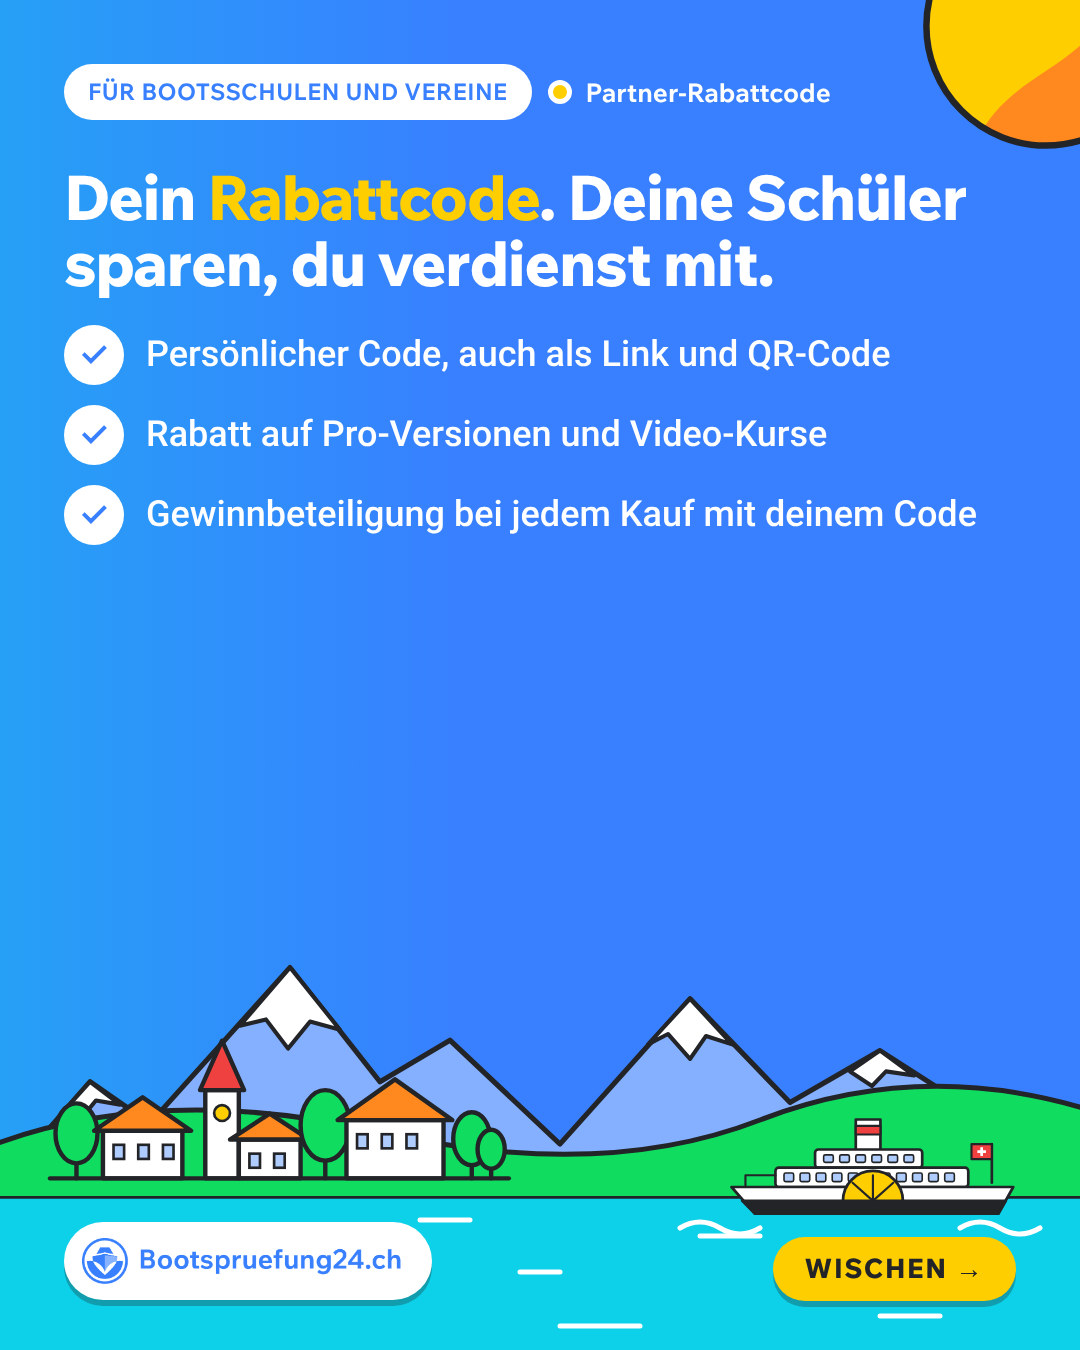 FÜR BOOTSSCHULEN UND VEREINE
Partner-Rabattcode
Dein Rabattcode. Deine Schüler
sparen, du verdienst mit.
Persönlicher Code, auch als Link und QR-Code
Rabatt auf Pro-Versionen und Video-Kurse
Gewinnbeteiligung bei jedem Kauf mit deinem Code
Bootspruefung24.ch
WISCHEN →